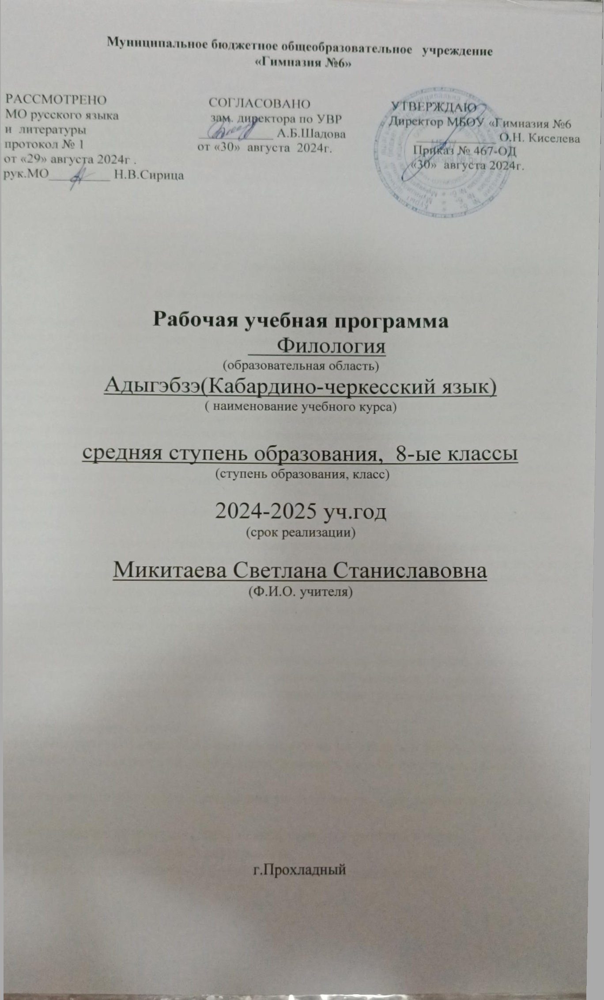 Муниципальное бюджетное общеобразовательное учреждение
«Гимназия №6»
РАССМОТРЕНО
МО русского языка
и литературы
протокол № 1
от «29» августа 2024г .
рук.МО__________ Н.В.Сирица
СОГЛАСОВАНО
зам. директора по УВР
____________ А.Б.Шадова
от «30» августа 2024г.
УТВЕРЖДАЮ
Директор МБОУ «Гимназия №6
_____________ О.Н. Киселева
Приказ № 467-ОД
«30» августа 2024г.
Рабочая учебная программа
Филология
(образовательная область)
Адыгэбзэ(Кабардино-черкесский язык)
( наименование учебного курса)
средняя ступень образования, 8-ые классы
(ступень образования, класс)
2024-2025 уч.год
(срок реализации)
Микитаева Светлана Станиславовна
(Ф.И.О. учителя)
г.Прохладный